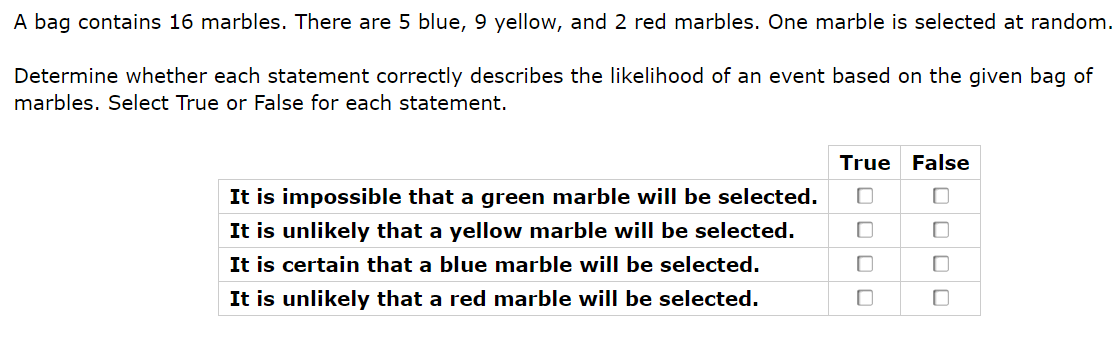 A bag contains 16 marbles. There are 5 blue, 9 yellow, and 2 red marbles. One marble is selected at random.
Determine whether each statement correctly describes the likelihood of an event based on the given bag of
marbles. Select True or False for each statement.
True False
It is impossible that a green marble will be selected.
It is unlikely that a yellow marble will be selected.
It is certain that a blue marble will be selected.
It is unlikely that a red marble will be selected.